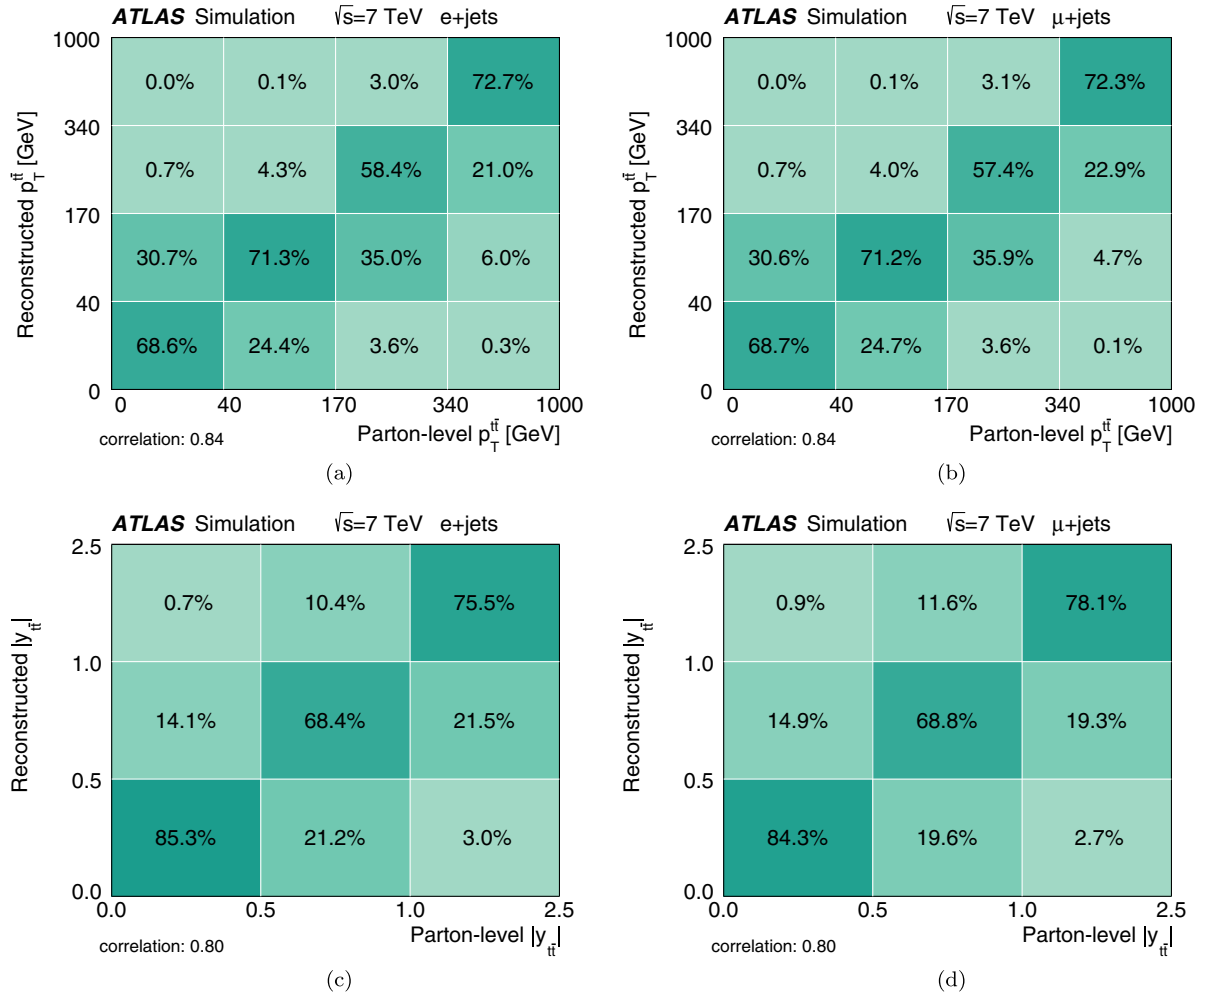 ATLAS Simulation √s=7 TeV e+jets
1000
0.0% 0.1% 3.0% 72.7%
340
0.7% 4.3% 58.4% 21.0%
170
30.7% 71.3% 35.0% 6.0%
40
68.6% 24.4% 3.6% 0.3%
0
0 40 170 340 1000
Reconstructed p_T^{tt̄} [GeV]
Parton-level p_T^{tt̄} [GeV]
correlation: 0.84
(a)
ATLAS Simulation √s=7 TeV μ+jets
1000
0.0% 0.1% 3.1% 72.3%
340
0.7% 4.0% 57.4% 22.9%
170
30.6% 71.2% 35.9% 4.7%
40
68.7% 24.7% 3.6% 0.1%
0
0 40 170 340 1000
Reconstructed p_T^{tt̄} [GeV]
Parton-level p_T^{tt̄} [GeV]
correlation: 0.84
(b)
ATLAS Simulation √s=7 TeV e+jets
2.5
0.7% 10.4% 75.5%
1.0
14.1% 68.4% 21.5%
0.5
85.3% 21.2% 3.0%
0.0
0.0 0.5 1.0 2.5
Reconstructed |y_{tt̄}|
Parton-level |y_{tt̄}|
correlation: 0.80
(c)
ATLAS Simulation √s=7 TeV μ+jets
2.5
0.9% 11.6% 78.1%
1.0
14.9% 68.8% 19.3%
0.5
84.3% 19.6% 2.7%
0.0
0.0 0.5 1.0 2.5
Reconstructed |y_{tt̄}|
Parton-level |y_{tt̄}|
correlation: 0.80
(d)